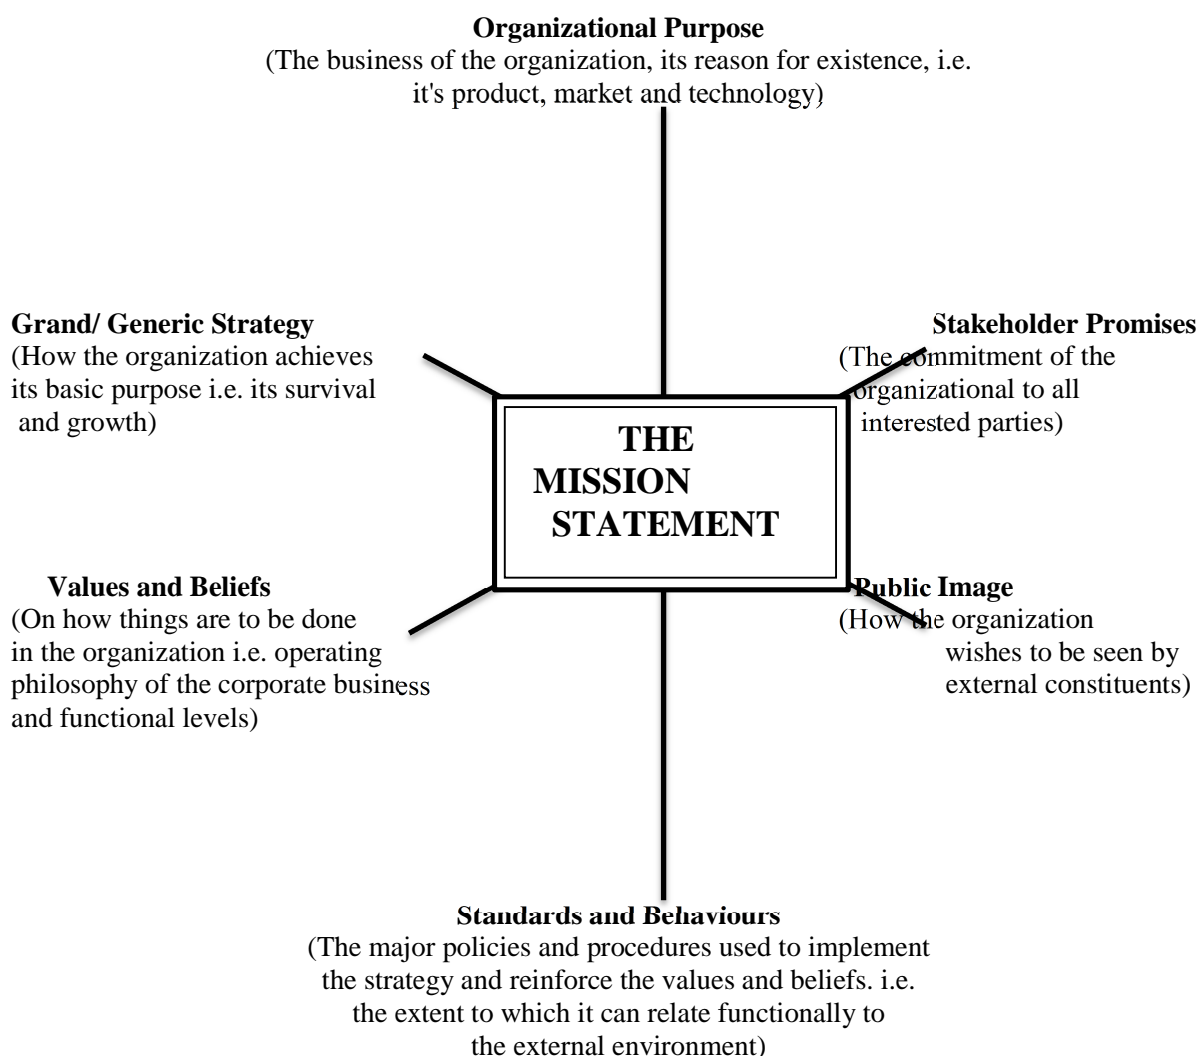 Organizational Purpose
(The business of the organization, its reason for existence, i.e.
it's product, market and technology)
Grand/ Generic Strategy
(How the organization achieves
its basic purpose i.e. its survival
and growth)
Stakeholder Promises
(The commitment of the
organizational to all
interested parties)
THE
MISSION
STATEMENT
Values and Beliefs
(On how things are to be done
in the organization i.e. operating
philosophy of the corporate business
and functional levels)
Public Image
(How the organization
wishes to be seen by
external constituents)
Standards and Behaviours
(The major policies and procedures used to implement
the strategy and reinforce the values and beliefs. i.e.
the extent to which it can relate functionally to
the external environment)